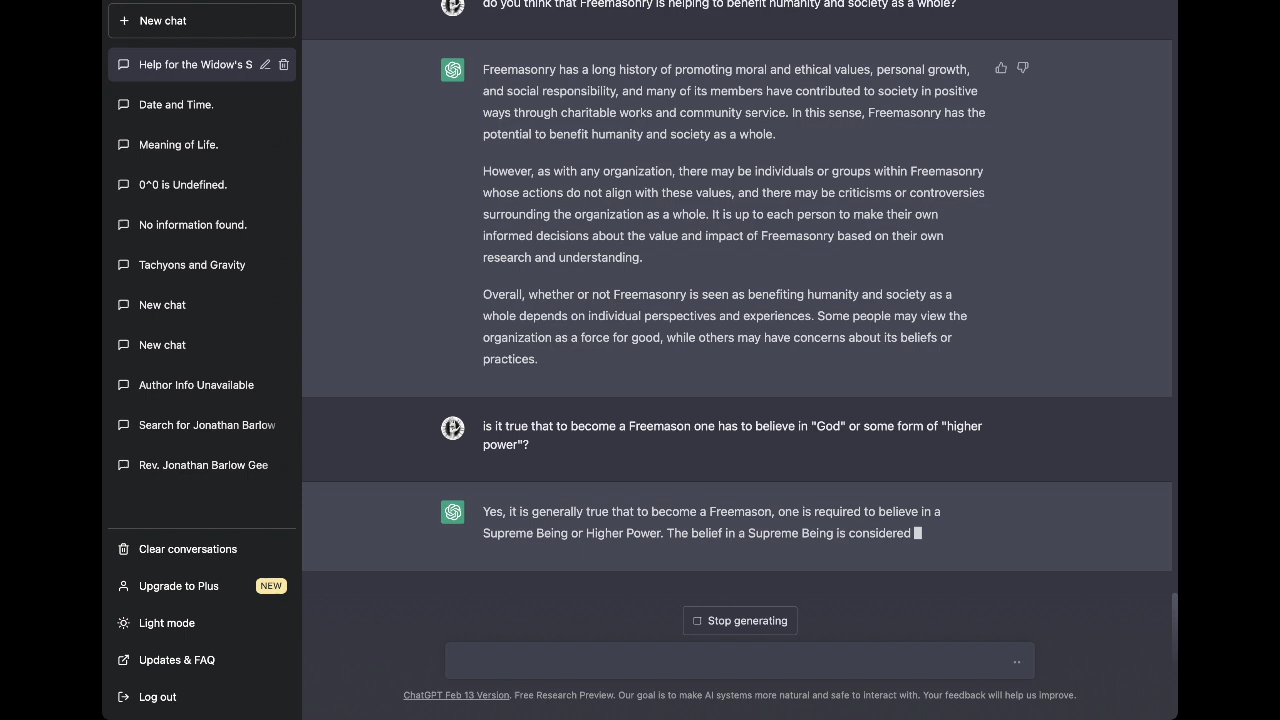 New chat
Help for the Widow's S
Date and Time.
Meaning of Life.
0^0 is Undefined.
No information found.
Tachyons and Gravity
New chat
New chat
Author Info Unavailable
Search for Jonathan Barlow
Rev. Jonathan Barlow Gee
Clear conversations
Upgrade to Plus NEW
Light mode
Updates & FAQ
Log out
do you think that Freemasonry is helping to benefit humanity and society as a whole?
Freemasonry has a long history of promoting moral and ethical values, personal growth,
and social responsibility, and many of its members have contributed to society in positive
ways through charitable works and community service. In this sense, Freemasonry has the
potential to benefit humanity and society as a whole.
However, as with any organization, there may be individuals or groups within Freemasonry
whose actions do not align with these values, and there may be criticisms or controversies
surrounding the organization as a whole. It is up to each person to make their own
informed decisions about the value and impact of Freemasonry based on their own
research and understanding.
Overall, whether or not Freemasonry is seen as benefiting humanity and society as a
whole depends on individual perspectives and experiences. Some people may view the
organization as a force for good, while others may have concerns about its beliefs or
practices.
is it true that to become a Freemason one has to believe in "God" or some form of "higher
power"?
Yes, it is generally true that to become a Freemason, one is required to believe in a
Supreme Being or Higher Power. The belief in a Supreme Being is considered
Stop generating
ChatGPT Feb 13 Version. Free Research Preview. Our goal is to make AI systems more natural and safe to interact with. Your feedback will help us improve.